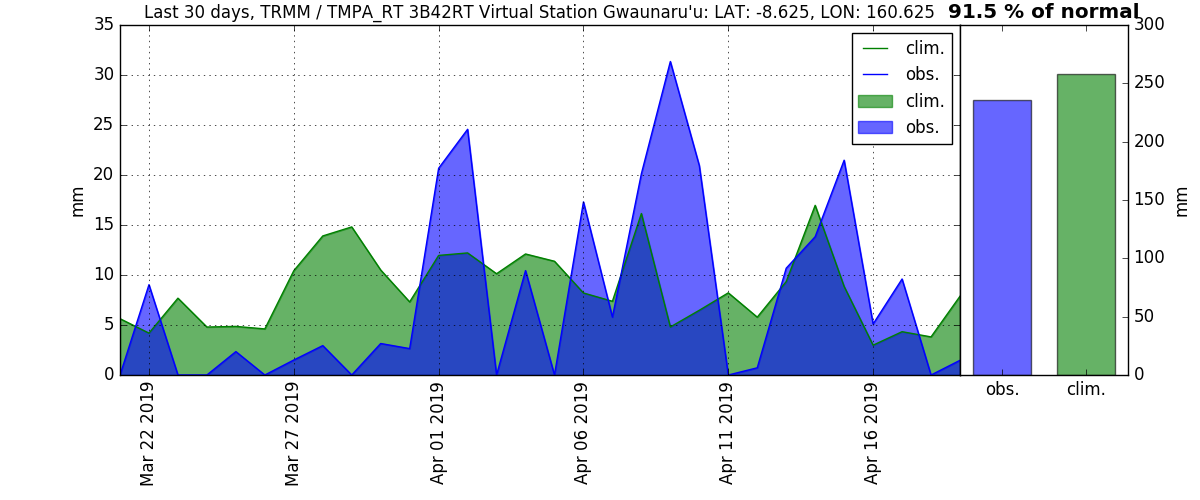 Last 30 days, TRMM / TMPA_RT 3B42RT Virtual Station Gwaunaru'u: LAT: -8.625, LON: 160.625
91.5 % of normal
35
30
25
20
15
10
5
0
mm
clim.
obs.
clim.
obs.
Mar 22 2019
Mar 27 2019
Apr 01 2019
Apr 06 2019
Apr 11 2019
Apr 16 2019
300
250
200
150
100
50
0
mm
obs.
clim.